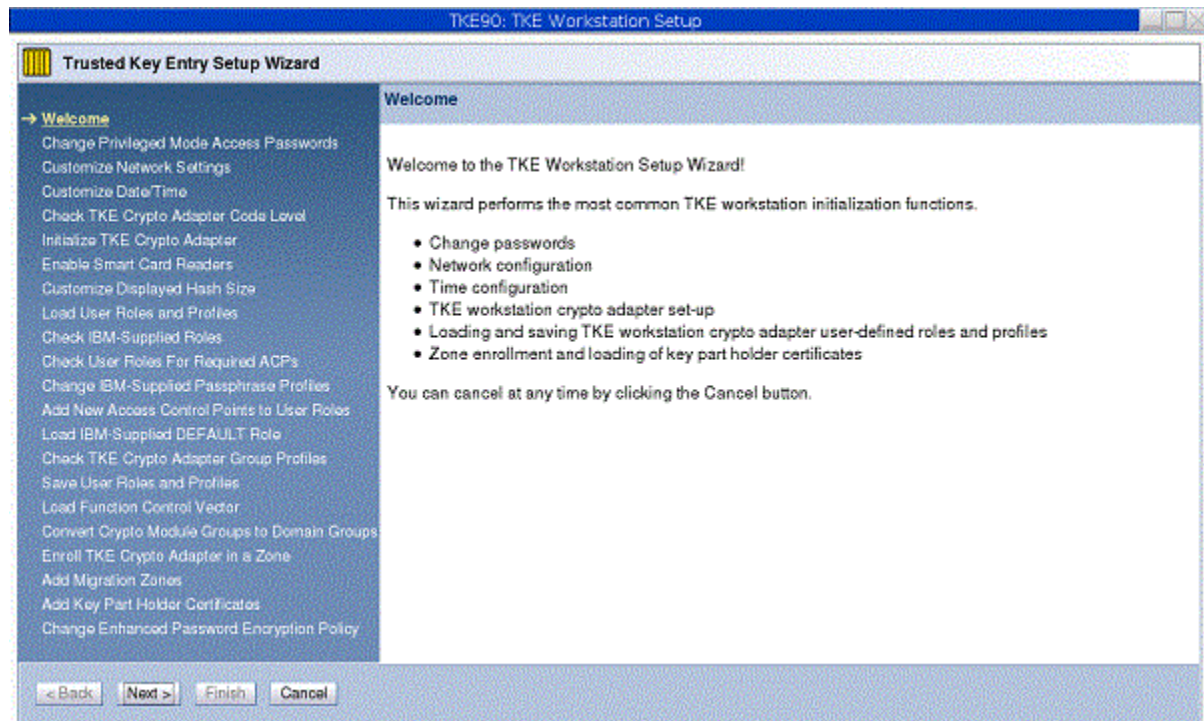 TKE90: TKE Workstation Setup
Trusted Key Entry Setup Wizard
→ Welcome
Change Privileged Mode Access Passwords
Customize Network Settings
Customize Date/Time
Check TKE Crypto Adapter Code Level
Initialize TKE Crypto Adapter
Enable Smart Card Readers
Customize Displayed Hash Size
Load User Roles and Profiles
Check IBM-Supplied Roles
Check User Roles For Required ACPs
Change IBM-Supplied Passphrase Profiles
Add New Access Control Points to User Roles
Load IBM-Supplied DEFAULT Role
Check TKE Crypto Adapter Group Profiles
Save User Roles and Profiles
Load Function Control Vector
Convert Crypto Module Groups to Domain Groups
Enroll TKE Crypto Adapter in a Zone
Add Migration Zones
Add Key Part Holder Certificates
Change Enhanced Password Encryption Policy
Welcome
Welcome to the TKE Workstation Setup Wizard!
This wizard performs the most common TKE workstation initialization functions.
• Change passwords
• Network configuration
• Time configuration
• TKE workstation crypto adapter set-up
• Loading and saving TKE workstation crypto adapter user-defined roles and profiles
• Zone enrollment and loading of key part holder certificates
You can cancel at any time by clicking the Cancel button.
< Back Next > Finish Cancel